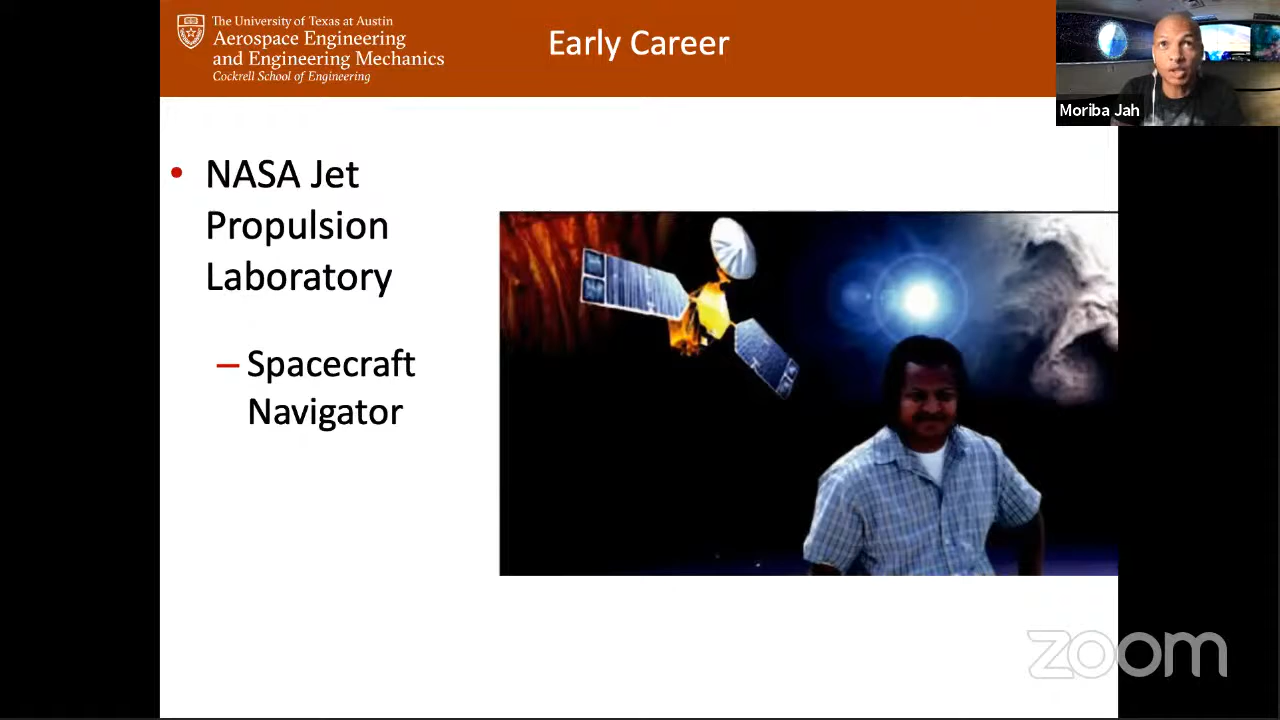 The University of Texas at Austin
Aerospace Engineering
and Engineering Mechanics
Cockrell School of Engineering
Early Career
Moriba Jah
• NASA Jet
Propulsion
Laboratory
– Spacecraft
Navigator
zoom